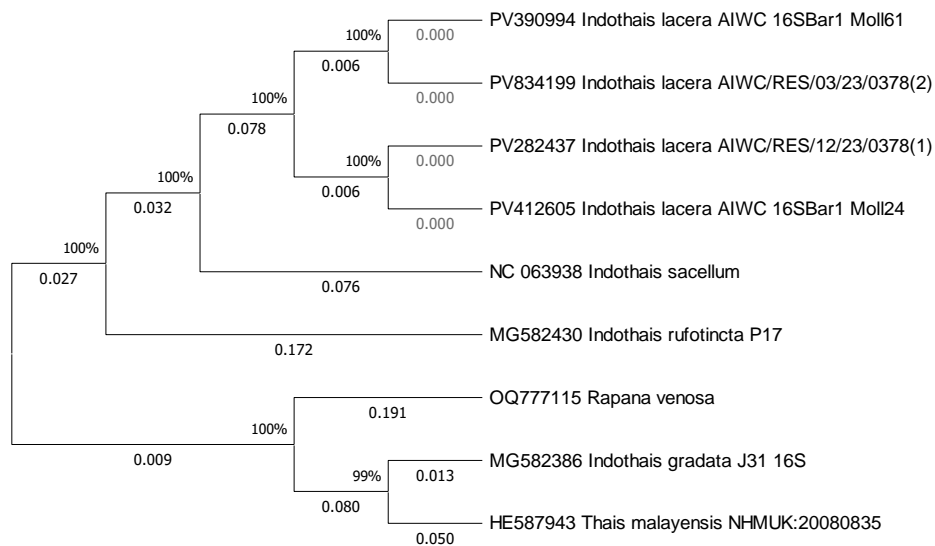 PV390994 Indothais lacera AIWC 16SBar1 Moll61
100%
0.000
0.006
PV834199 Indothais lacera AIWC/RES/03/23/0378(2)
100%
0.000
0.078
PV282437 Indothais lacera AIWC/RES/12/23/0378(1)
100%
0.000
100%
0.006
PV412605 Indothais lacera AIWC 16SBar1 Moll24
0.032
0.000
100%
NC 063938 Indothais sacellum
0.027
0.076
MG582430 Indothais rufotincta P17
0.172
OQ777115 Rapana venosa
0.191
100%
MG582386 Indothais gradata J31 16S
0.009
99%
0.013
0.080
HE587943 Thais malayensis NHMUK:20080835
0.050